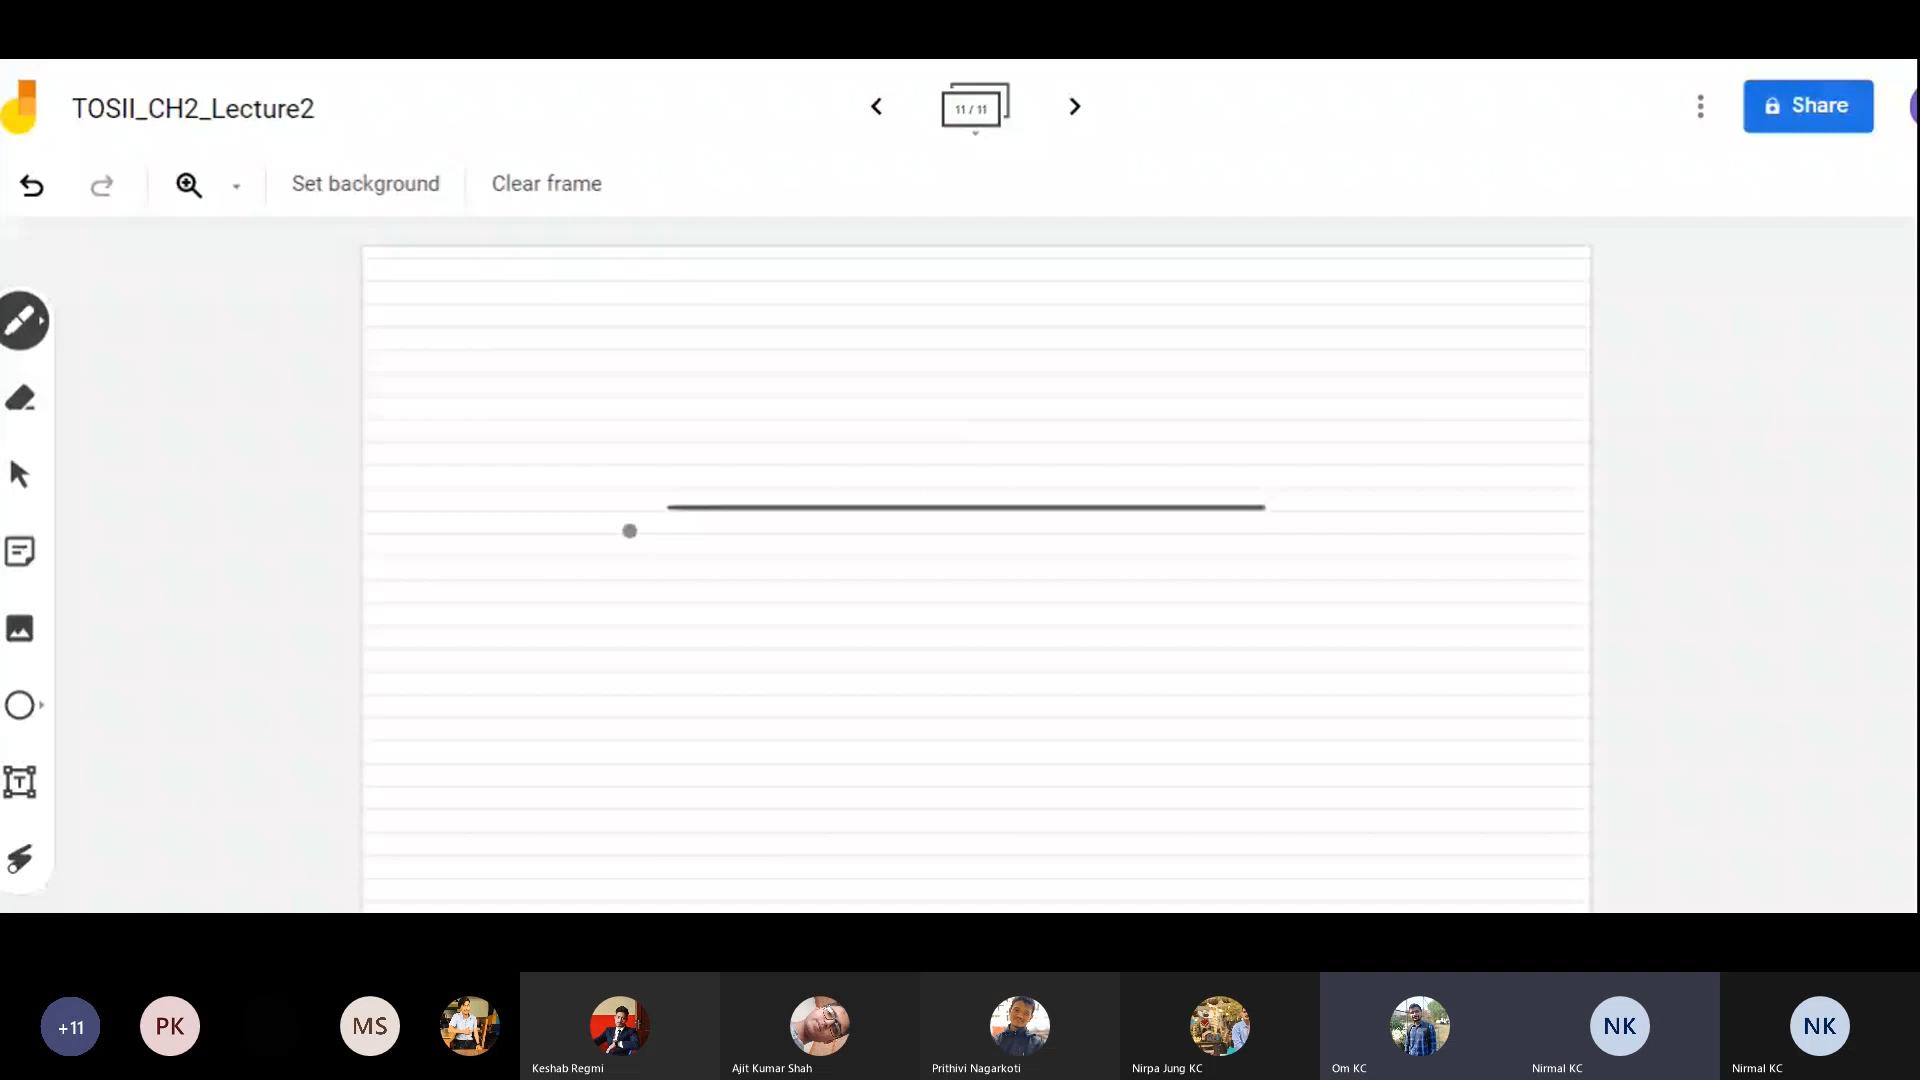 TOSII_CH2_Lecture2
11 / 11
Share
Set background
Clear frame
+11
PK
MS
NK
NK
Keshab Regmi
Ajit Kumar Shah
Prithivi Nagarkoti
Nirpa Jung KC
Om KC
Nirmal KC
Nirmal KC